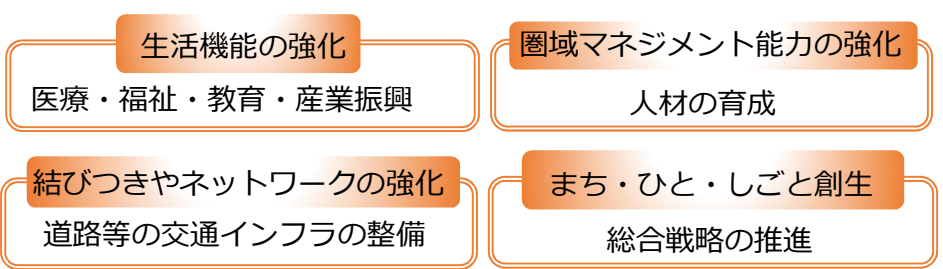 生活機能の強化
医療・福祉・教育・産業振興
圏域マネジメント能力の強化
人材の育成
結びつきやネットワークの強化
道路等の交通インフラの整備
まち・ひと・しごと創生
総合戦略の推進